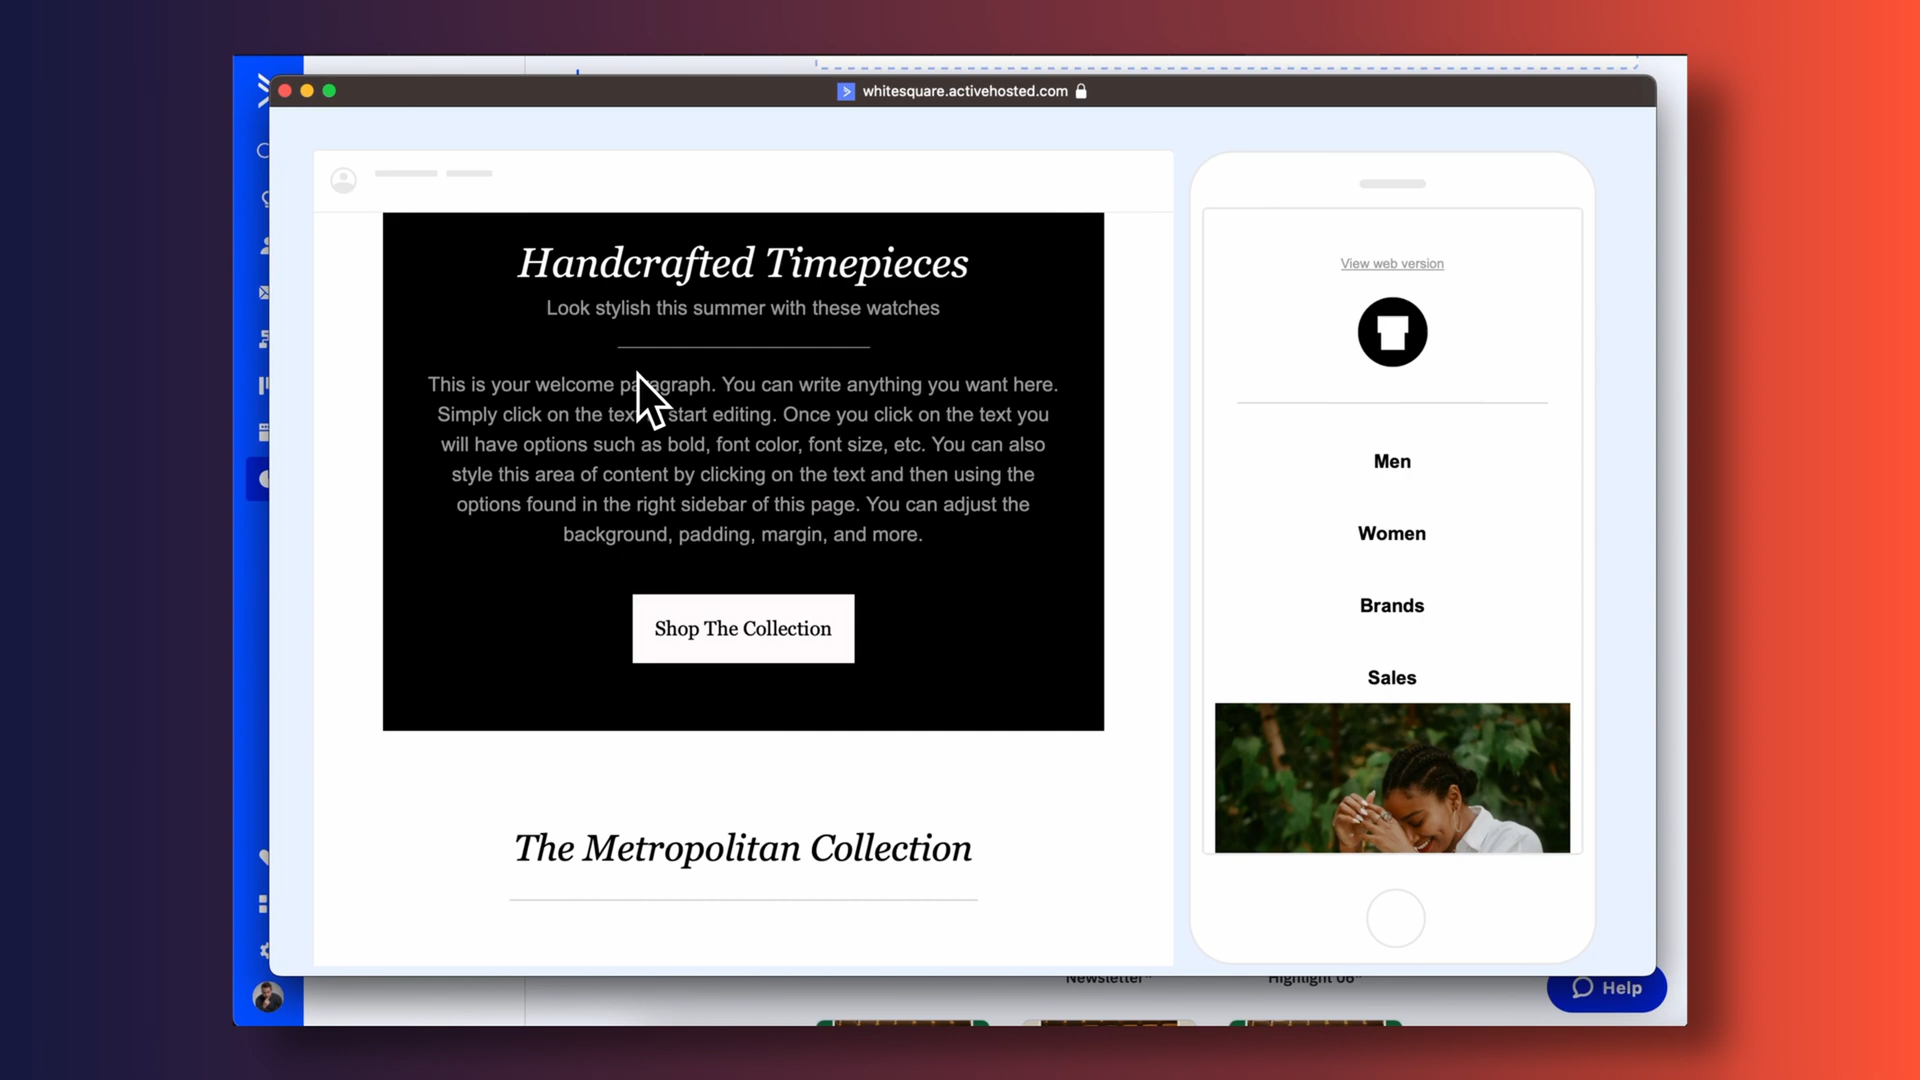 whitesquare.activehosted.com
Handcrafted Timepieces
Look stylish this summer with these watches
This is your welcome paragraph. You can write anything you want here.
Simply click on the text start editing. Once you click on the text you
will have options such as bold, font color, font size, etc. You can also
style this area of content by clicking on the text and then using the
options found in the right sidebar of this page. You can adjust the
background, padding, margin, and more.
Shop The Collection
The Metropolitan Collection
View web version
Men
Women
Brands
Sales
Newsletter"
Highlight 06"
Help